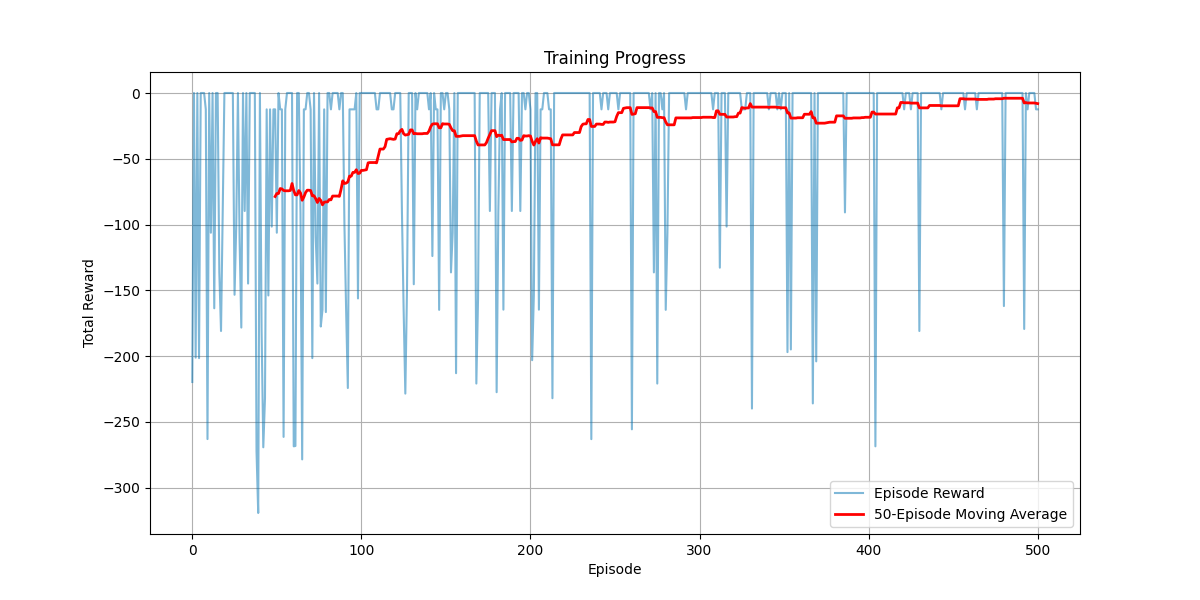 Training Progress
Total Reward
0
−50
−100
−150
−200
−250
−300
0
100
200
300
400
500
Episode
Episode Reward
50-Episode Moving Average